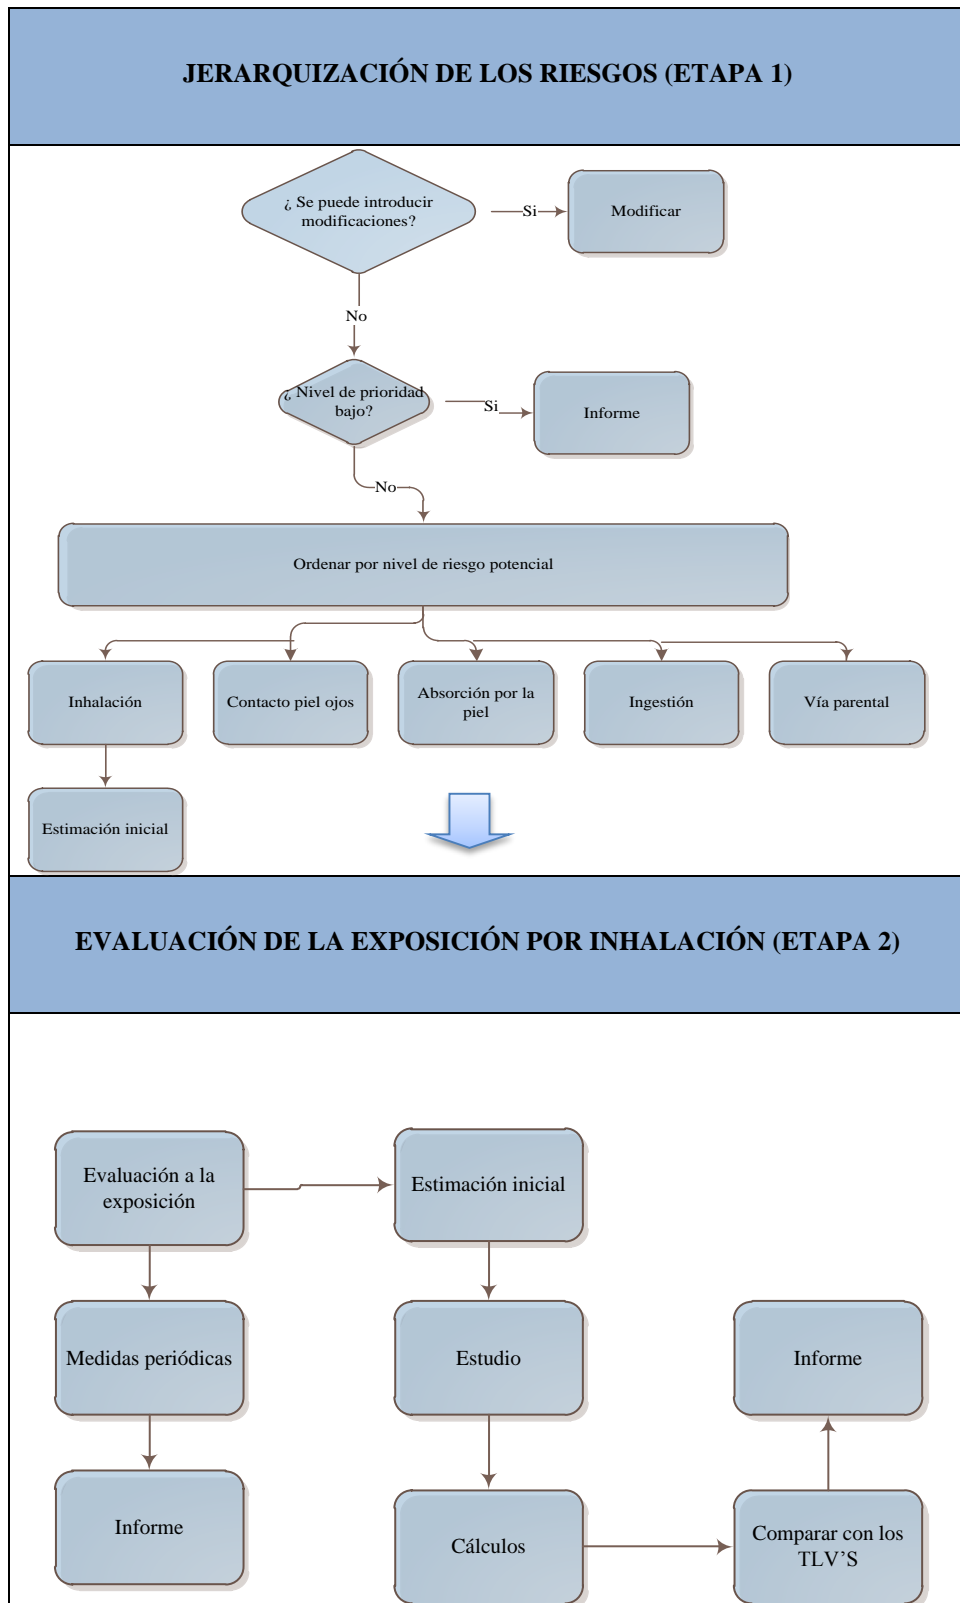 JERARQUIZACIÓN DE LOS RIESGOS (ETAPA 1)
¿ Se puede introducir
modificaciones?
Si
Modificar
No
¿ Nivel de prioridad
bajo?
Si
Informe
No
Ordenar por nivel de riesgo potencial
Inhalación
Contacto piel ojos
Absorción por la
piel
Ingestión
Vía parental
Estimación inicial
EVALUACIÓN DE LA EXPOSICIÓN POR INHALACIÓN (ETAPA 2)
Evaluación a la
exposición
Estimación inicial
Medidas periódicas
Estudio
Informe
Informe
Cálculos
Comparar con los
TLV'S